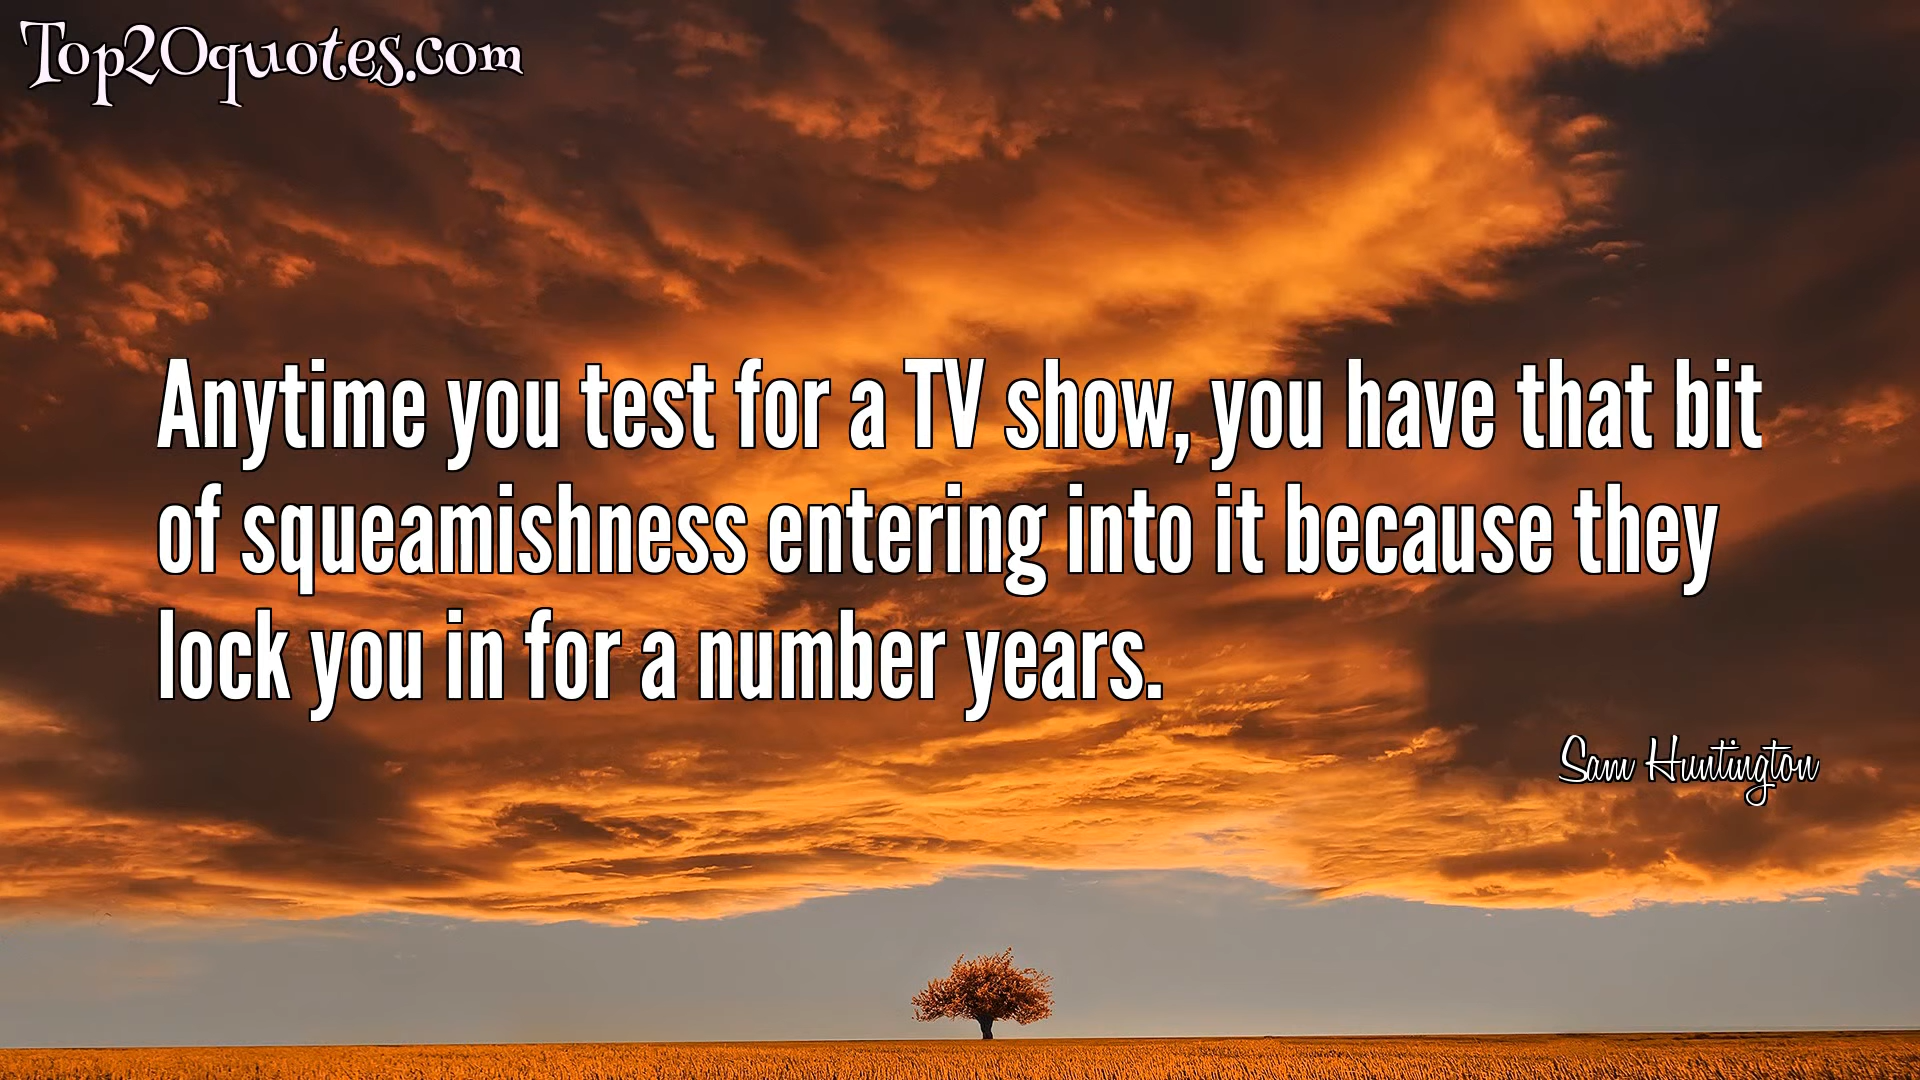 Top20quotes.com
Anytime you test for a TV show, you have that bit
of squeamishness entering into it because they
lock you in for a number years.
Sam Huntington